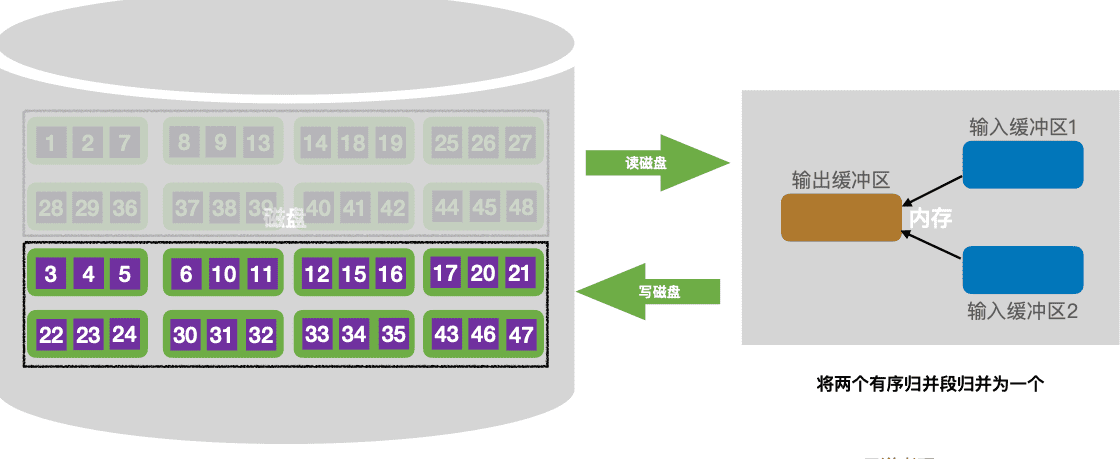 1 2 7 8 9 13 14 18 19 25 26 27
28 29 36 37 38 39 40 41 42 44 45 48
磁盘
3 4 5 6 10 11 12 15 16 17 20 21
22 23 24 30 31 32 33 34 35 43 46 47
读磁盘
写磁盘
输入缓冲区1
输出缓冲区
内存
输入缓冲区2
将两个有序归并段归并为一个